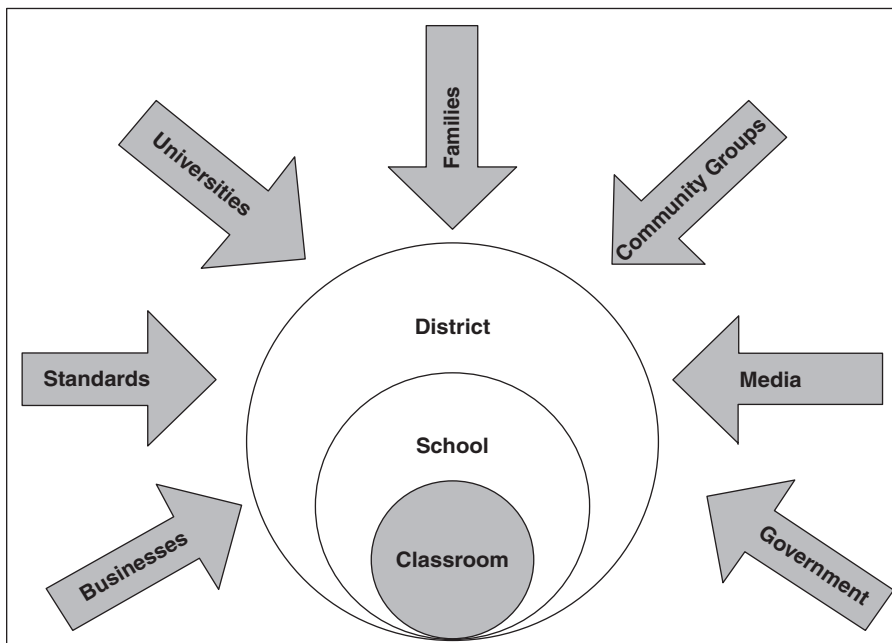 Families
Universities
Community Groups
District
Standards
Media
School
Businesses
Classroom
Government